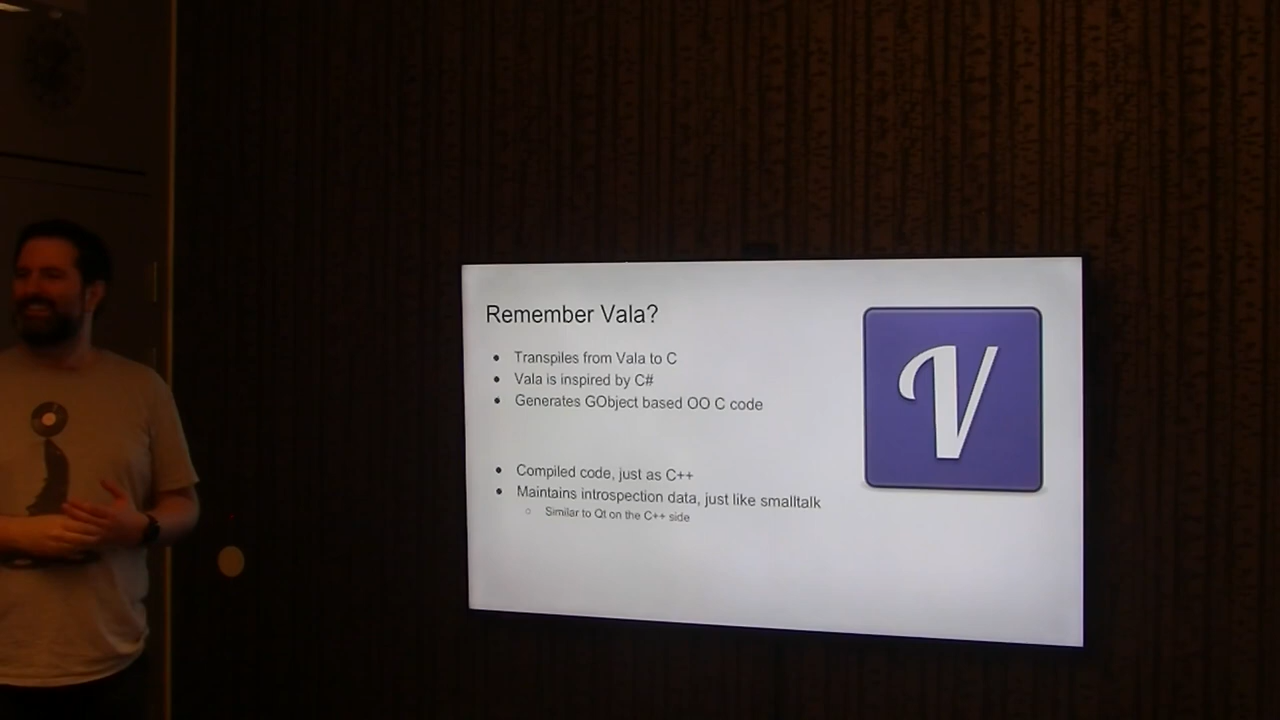 Remember Vala?
● Transpiles from Vala to C
● Vala is inspired by C#
● Generates GObject based OO C code
● Compiled code, just as C++
● Maintains introspection data, just like smalltalk
○ Similar to Qt on the C++ side
V